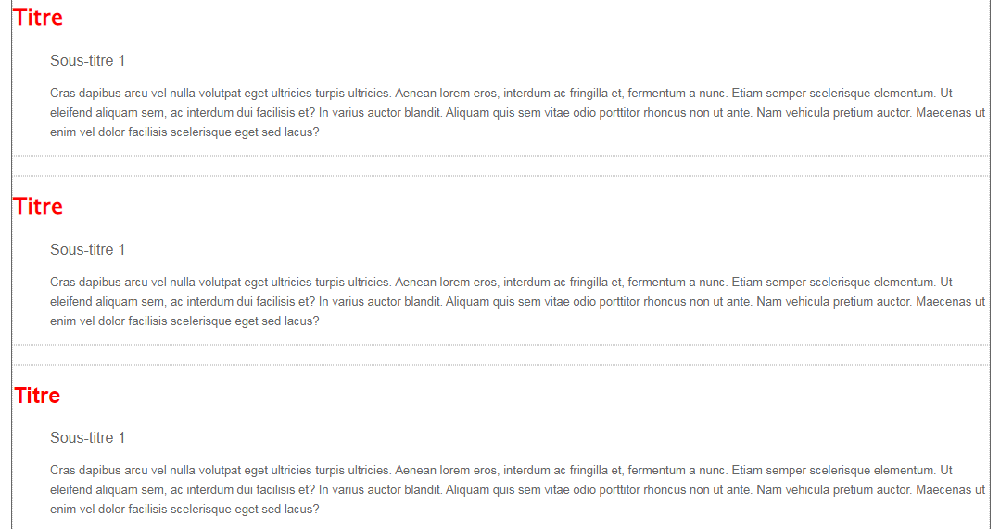 Titre
Sous-titre 1
Cras dapibus arcu vel nulla volutpat eget ultricies turpis ultricies. Aenean lorem eros, interdum ac fringilla et, fermentum a nunc. Etiam semper scelerisque elementum. Ut
eleifend aliquam sem, ac interdum dui facilisis et? In varius auctor blandit. Aliquam quis sem vitae odio porttitor rhoncus non ut ante. Nam vehicula pretium auctor. Maecenas ut
enim vel dolor facilisis scelerisque eget sed lacus?
Titre
Sous-titre 1
Cras dapibus arcu vel nulla volutpat eget ultricies turpis ultricies. Aenean lorem eros, interdum ac fringilla et, fermentum a nunc. Etiam semper scelerisque elementum. Ut
eleifend aliquam sem, ac interdum dui facilisis et? In varius auctor blandit. Aliquam quis sem vitae odio porttitor rhoncus non ut ante. Nam vehicula pretium auctor. Maecenas ut
enim vel dolor facilisis scelerisque eget sed lacus?
Titre
Sous-titre 1
Cras dapibus arcu vel nulla volutpat eget ultricies turpis ultricies. Aenean lorem eros, interdum ac fringilla et, fermentum a nunc. Etiam semper scelerisque elementum. Ut
eleifend aliquam sem, ac interdum dui facilisis et? In varius auctor blandit. Aliquam quis sem vitae odio porttitor rhoncus non ut ante. Nam vehicula pretium auctor. Maecenas ut
enim vel dolor facilisis scelerisque eget sed lacus?